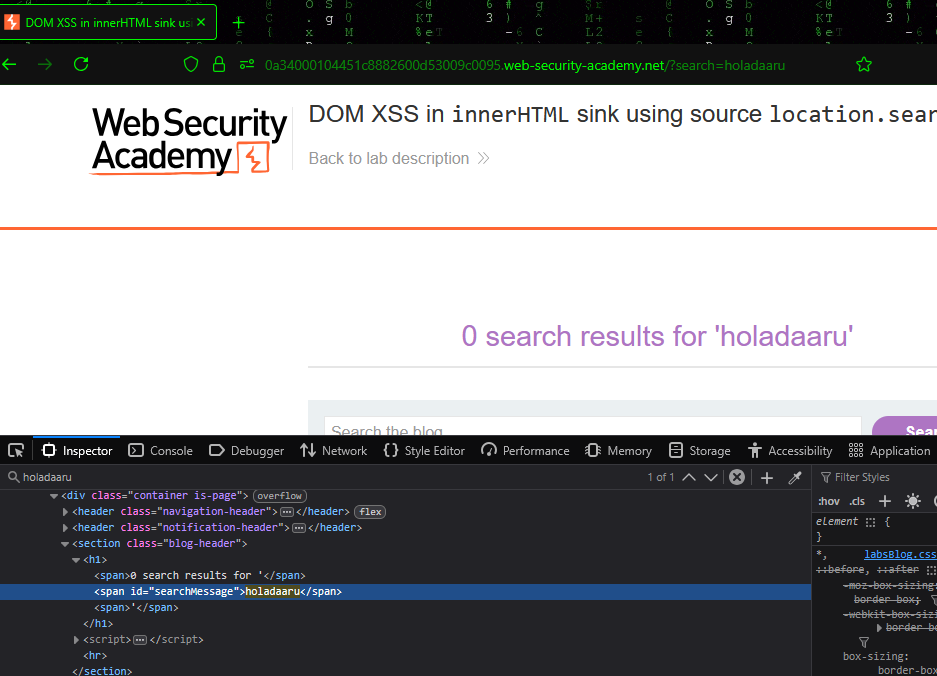 DOM XSS in innerHTML sink usi
0a34000104451c8882600d53009c0095.web-security-academy.net/?search=holadaaru
Web Security
Academy
DOM XSS in innerHTML sink using source location.sear
Back to lab description
0 search results for 'holadaaru'
Search the blog
Sear
Inspector Console Debugger Network Style Editor Performance Memory Storage Accessibility Application
holadaaru 1 of 1 Filter Styles
<div class="container is-page"> overflow
<header class="navigation-header"> </header> flex
<header class="notification-header"> </header>
<section class="blog-header">
<h1>
<span>0 search results for '</span>
<span id="searchMessage">holadaaru</span>
<span>'</span>
</h1>
<script> </script>
<hr>
</section>
:hov .cls
element {
}
*, labsBlog.css
::before, ::after
-moz-box-sizing:
border-box;
-webkit-box-sizi
border-bo
box-sizing:
border-box